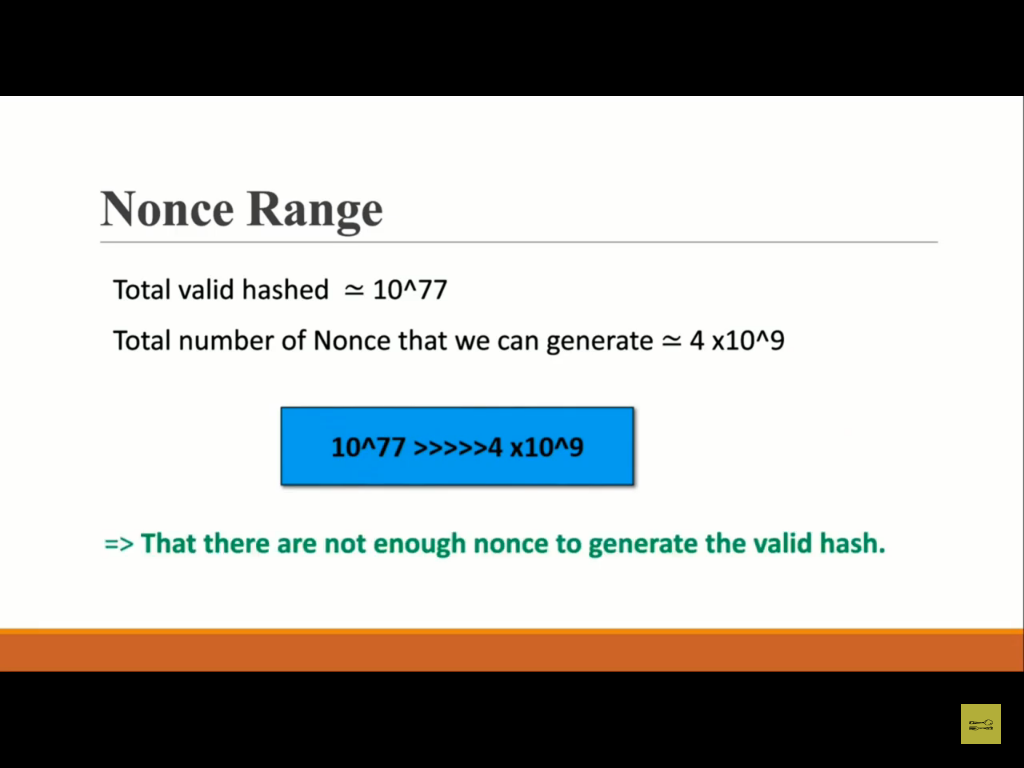 Nonce Range
Total valid hashed ≃ 10^77
Total number of Nonce that we can generate ≃ 4 x10^9
10^77 >>>>>4 x10^9
=> That there are not enough nonce to generate the valid hash.